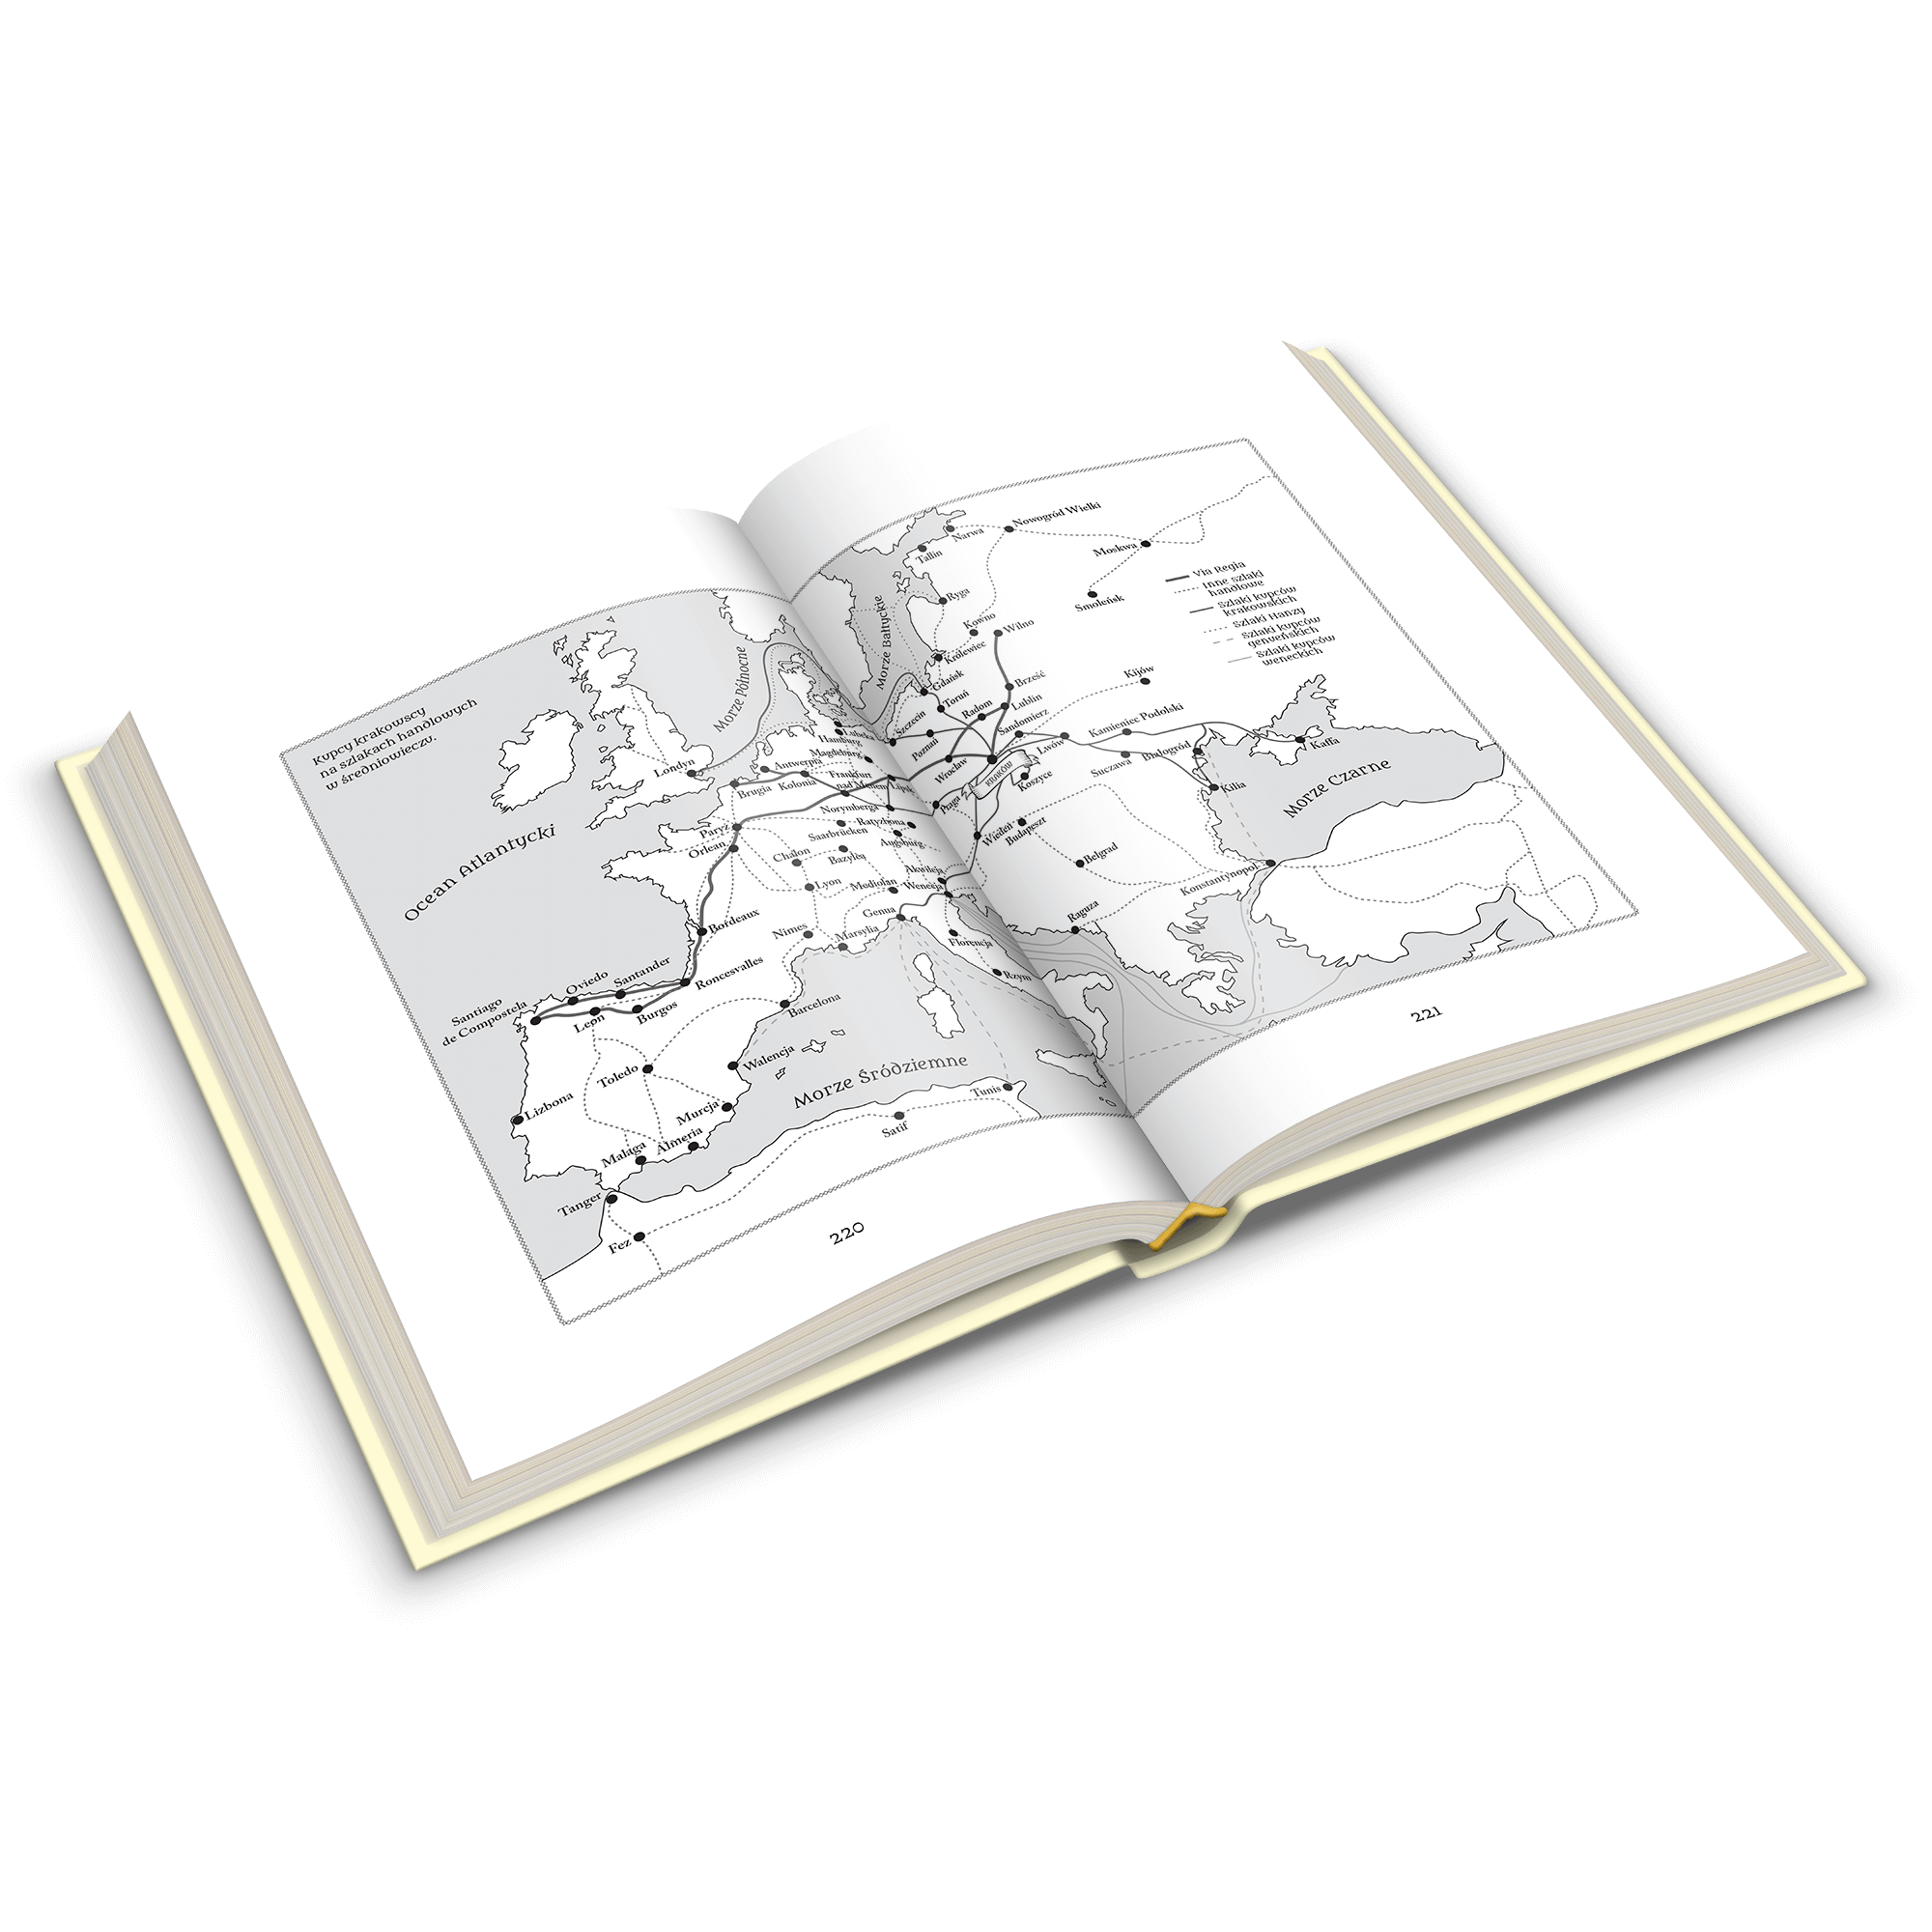 Kupcy krakowscy
na szlakach handlowych
w średniowieczu.
Ocean Atlantycki
Morze Północne
Londyn
Brugia
Antwerpia
Kolonia
Hamburg
Lubeka
Magdeburg
Frankfurt
nad Menem
Lipsk
Norymberga
Paryż
Orlean
Saarbrücken
Ratyzbona
Augsburg
Chalon
Bazylea
Lyon
Mediolan
Akwileja
Wenecja
Genua
Bordeaux
Nimes
Marsylia
Florencja
Rzym
Oviedo
Santander
Roncesvalles
Santiago
de Compostela
Leon
Burgos
Barcelona
Toledo
Walencja
Morze Śródziemne
Lizbona
Murcja
Malaga
Almeria
Tunis
Satif
Tanger
Fez
220
Nowogród Wielki
Narwa
Tallin
Moskwa
Smoleńsk
Ryga
Morze Bałtyckie
Kowno
Wilno
Królewiec
Gdańsk
Brześć
Kijów
Toruń
Radom
Lublin
Szczecin
Sandomierz
Poznań
Kamieniec Podolski
Lwów
Wrocław
KRAKÓW
Koszyce
Suczawa
Białogród
Kaffa
Praga
Kilia
Morze Czarne
Wiedeń
Budapeszt
Belgrad
Konstantynopol
Raguza
Via Regia
Inne szlaki
handlowe
Szlaki kupców
krakowskich
Szlaki Hanzy
Szlaki kupców
genueńskich
Szlaki kupców
weneckich
221